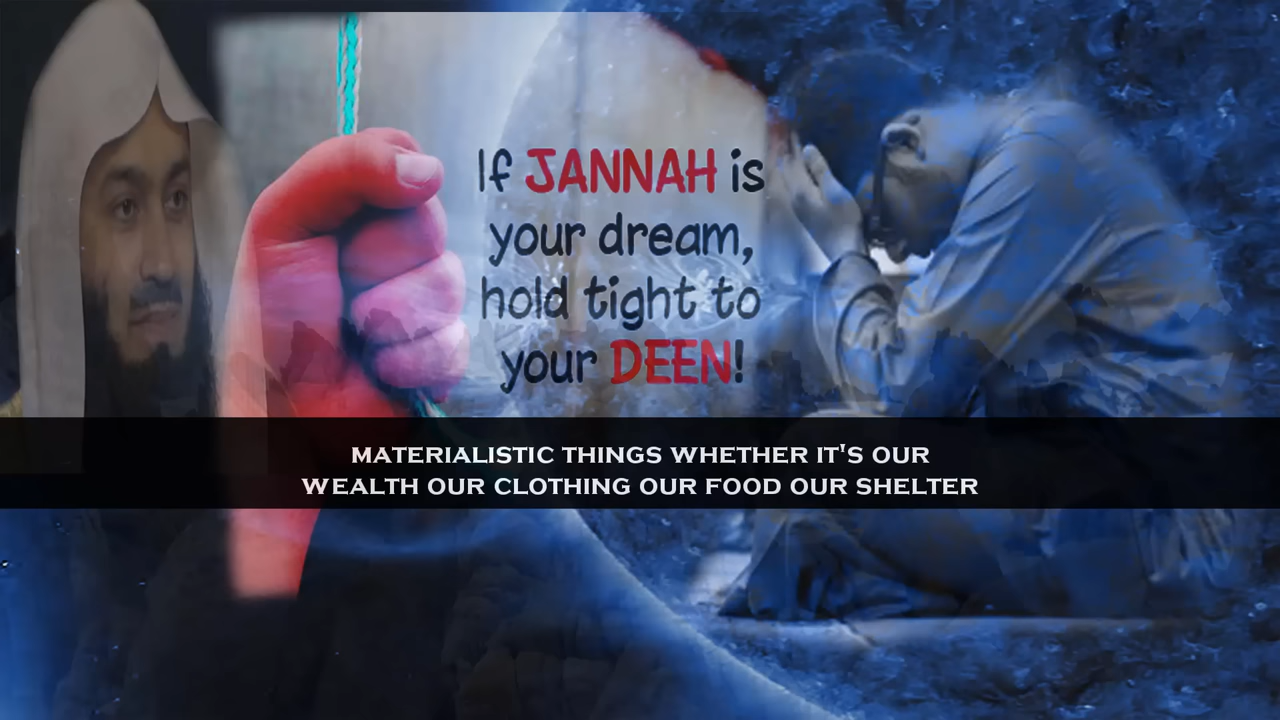 If JANNAH is
your dream,
hold tight to
your DEEN!
MATERIALISTIC THINGS WHETHER IT'S OUR
WEALTH OUR CLOTHING OUR FOOD OUR SHELTER